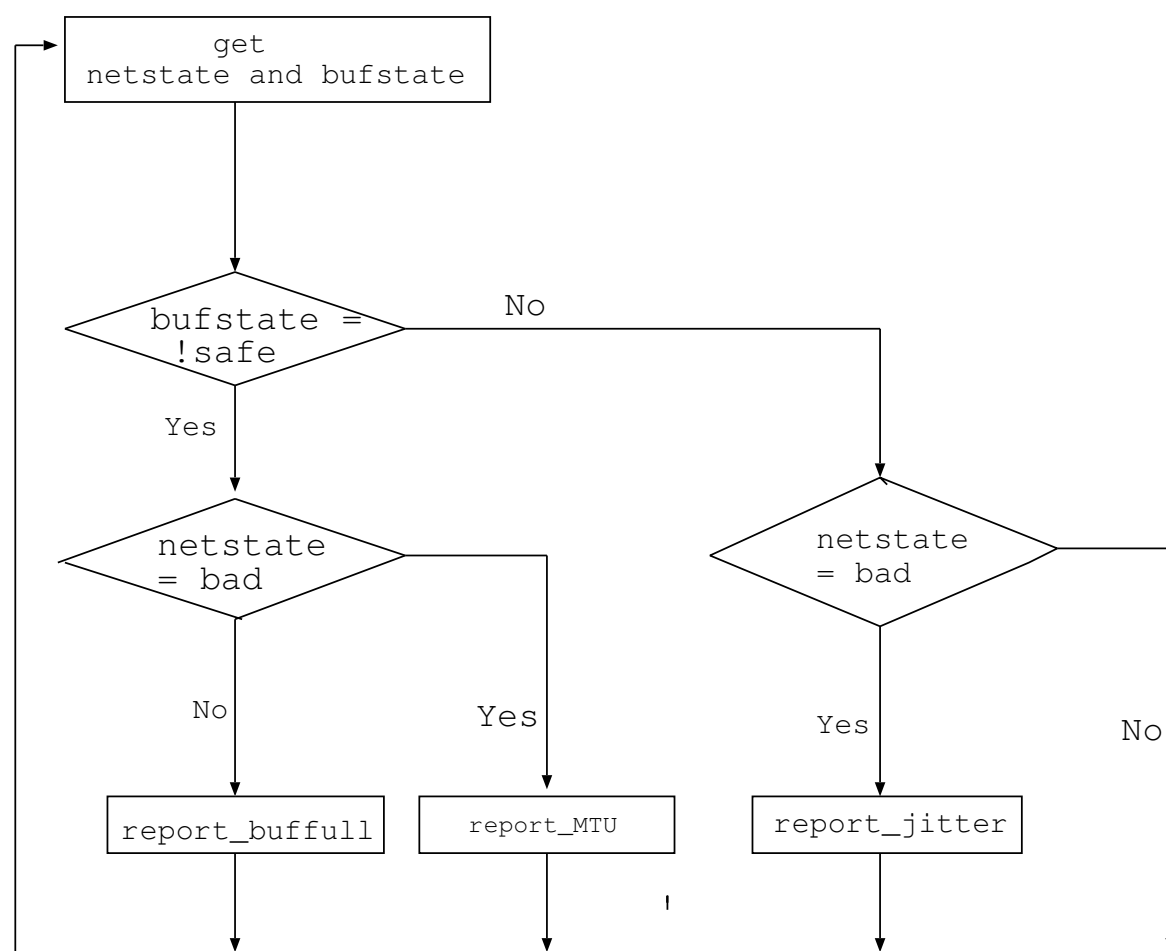 get
netstate and bufstate
bufstate =
!safe
No
Yes
netstate
= bad
netstate
= bad
No
Yes
Yes
No
report_buffull
report_MTU
report_jitter